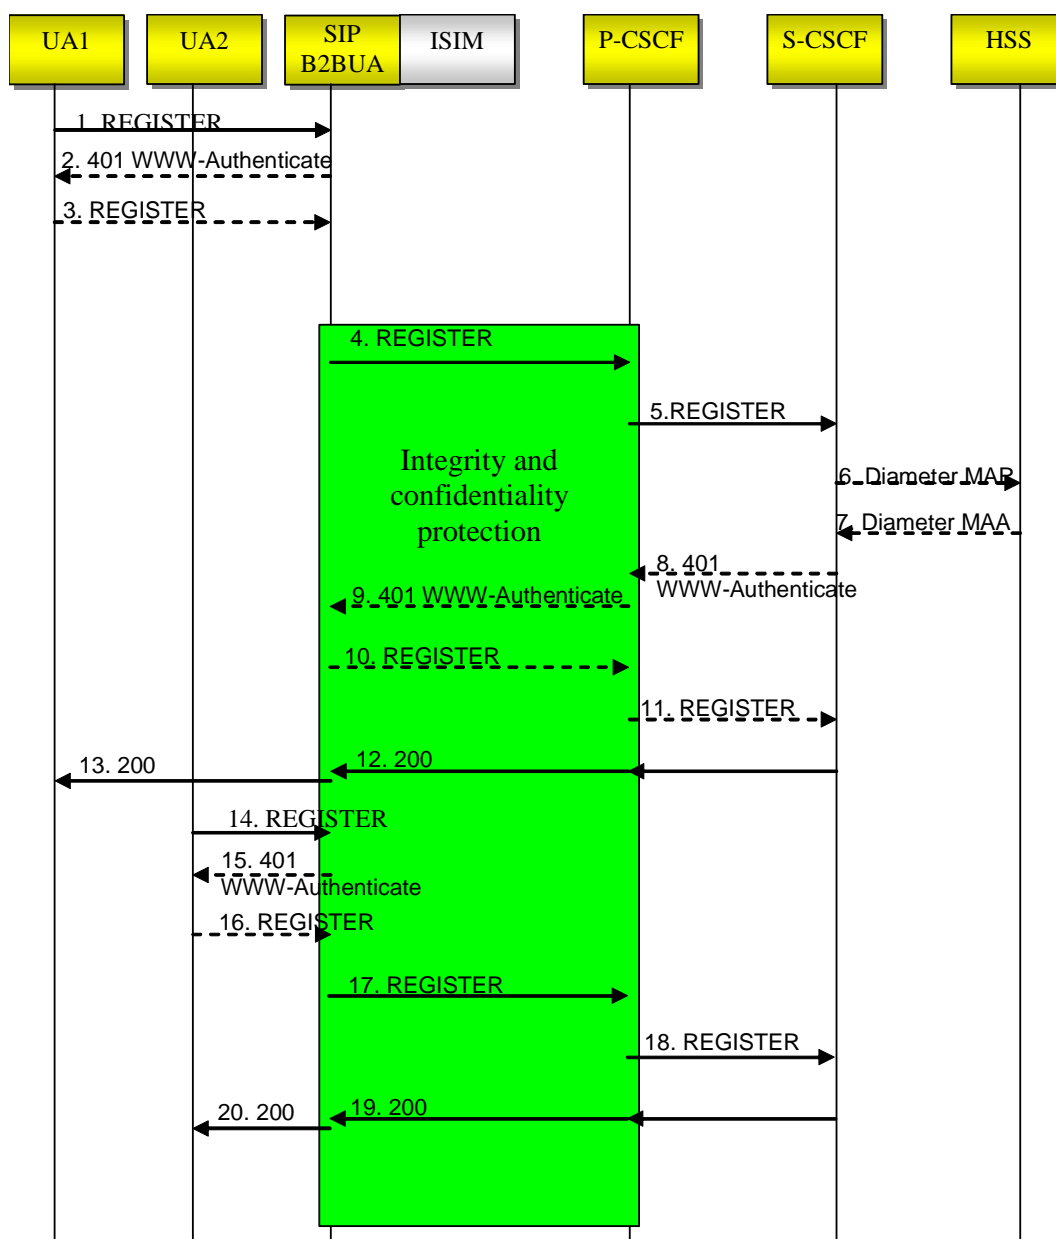 UA1
UA2
SIP
B2BUA
ISIM
P-CSCF
S-CSCF
HSS
1. REGISTER
2. 401 WWW-Authenticate
3. REGISTER
4. REGISTER
5.REGISTER
Integrity and
confidentiality
protection
6. Diameter MAR
7. Diameter MAA
8. 401
WWW-Authenticate
9. 401 WWW-Authenticate
10. REGISTER
11. REGISTER
12. 200
13. 200
14. REGISTER
15. 401
WWW-Authenticate
16. REGISTER
17. REGISTER
18. REGISTER
19. 200
20. 200